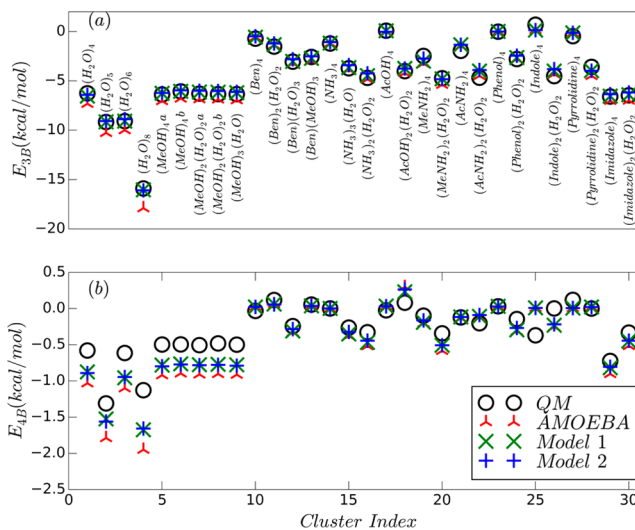 (a)
E3B(kcal/mol)
0
−5
−10
−15
−20
(H2O)4
(H2O)5
(H2O)6
(H2O)8
(MeOH)4a
(MeOH)4b
(MeOH)2(H2O)2a
(MeOH)2(H2O)2b
(MeOH)3(H2O)
(Ben)4
(Ben)2(H2O)2
(Ben)(H2O)3
(Ben)(MeOH)3
(NH3)4
(NH3)3(H2O)
(NH3)2(H2O)2
(AcOH)4
(AcOH)2(H2O)2
(MeNH2)4
(MeNH2)2(H2O)2
(AcNH2)4
(AcNH2)2(H2O)2
(Phenol)4
(Phenol)2(H2O)2
(Indole)4
(Indole)2(H2O)2
(Pyrrolidine)4
(Pyrrolidine)2(H2O)2
(Imidazole)4
(Imidazole)2(H2O)2
(b)
E4B(kcal/mol)
0.5
0.0
−0.5
−1.0
−1.5
−2.0
−2.5
QM
AMOEBA
Model 1
Model 2
0 5 10 15 20 25 30
Cluster Index